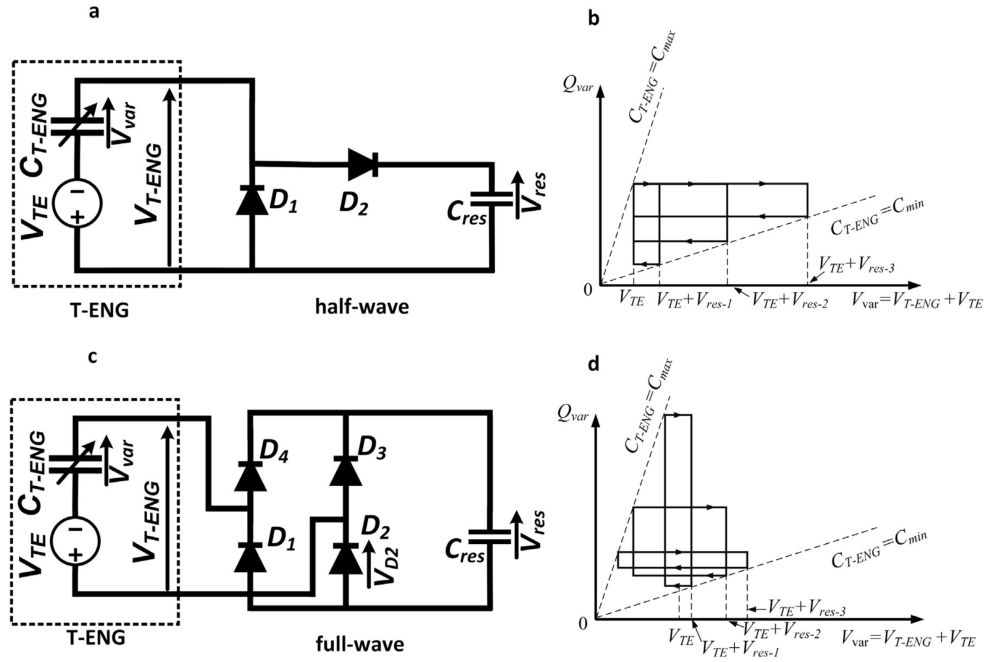 a
C_T-ENG
V_var
V_TE
V_T-ENG
D_1
D_2
C_res
V_res
T-ENG
half-wave
b
Q_var
C_T-ENG=C_max
C_T-ENG=C_min
V_TE+V_res-3
0
V_TE
V_TE+V_res-1
V_TE+V_res-2
V_var=V_T-ENG+V_TE
c
C_T-ENG
V_var
V_TE
V_T-ENG
D_4
D_3
D_1
D_2
V_D2
C_res
V_res
T-ENG
full-wave
d
Q_var
C_T-ENG=C_max
C_T-ENG=C_min
V_TE+V_res-3
0
V_TE
V_TE+V_res-2
V_TE+V_res-1
V_var=V_T-ENG+V_TE